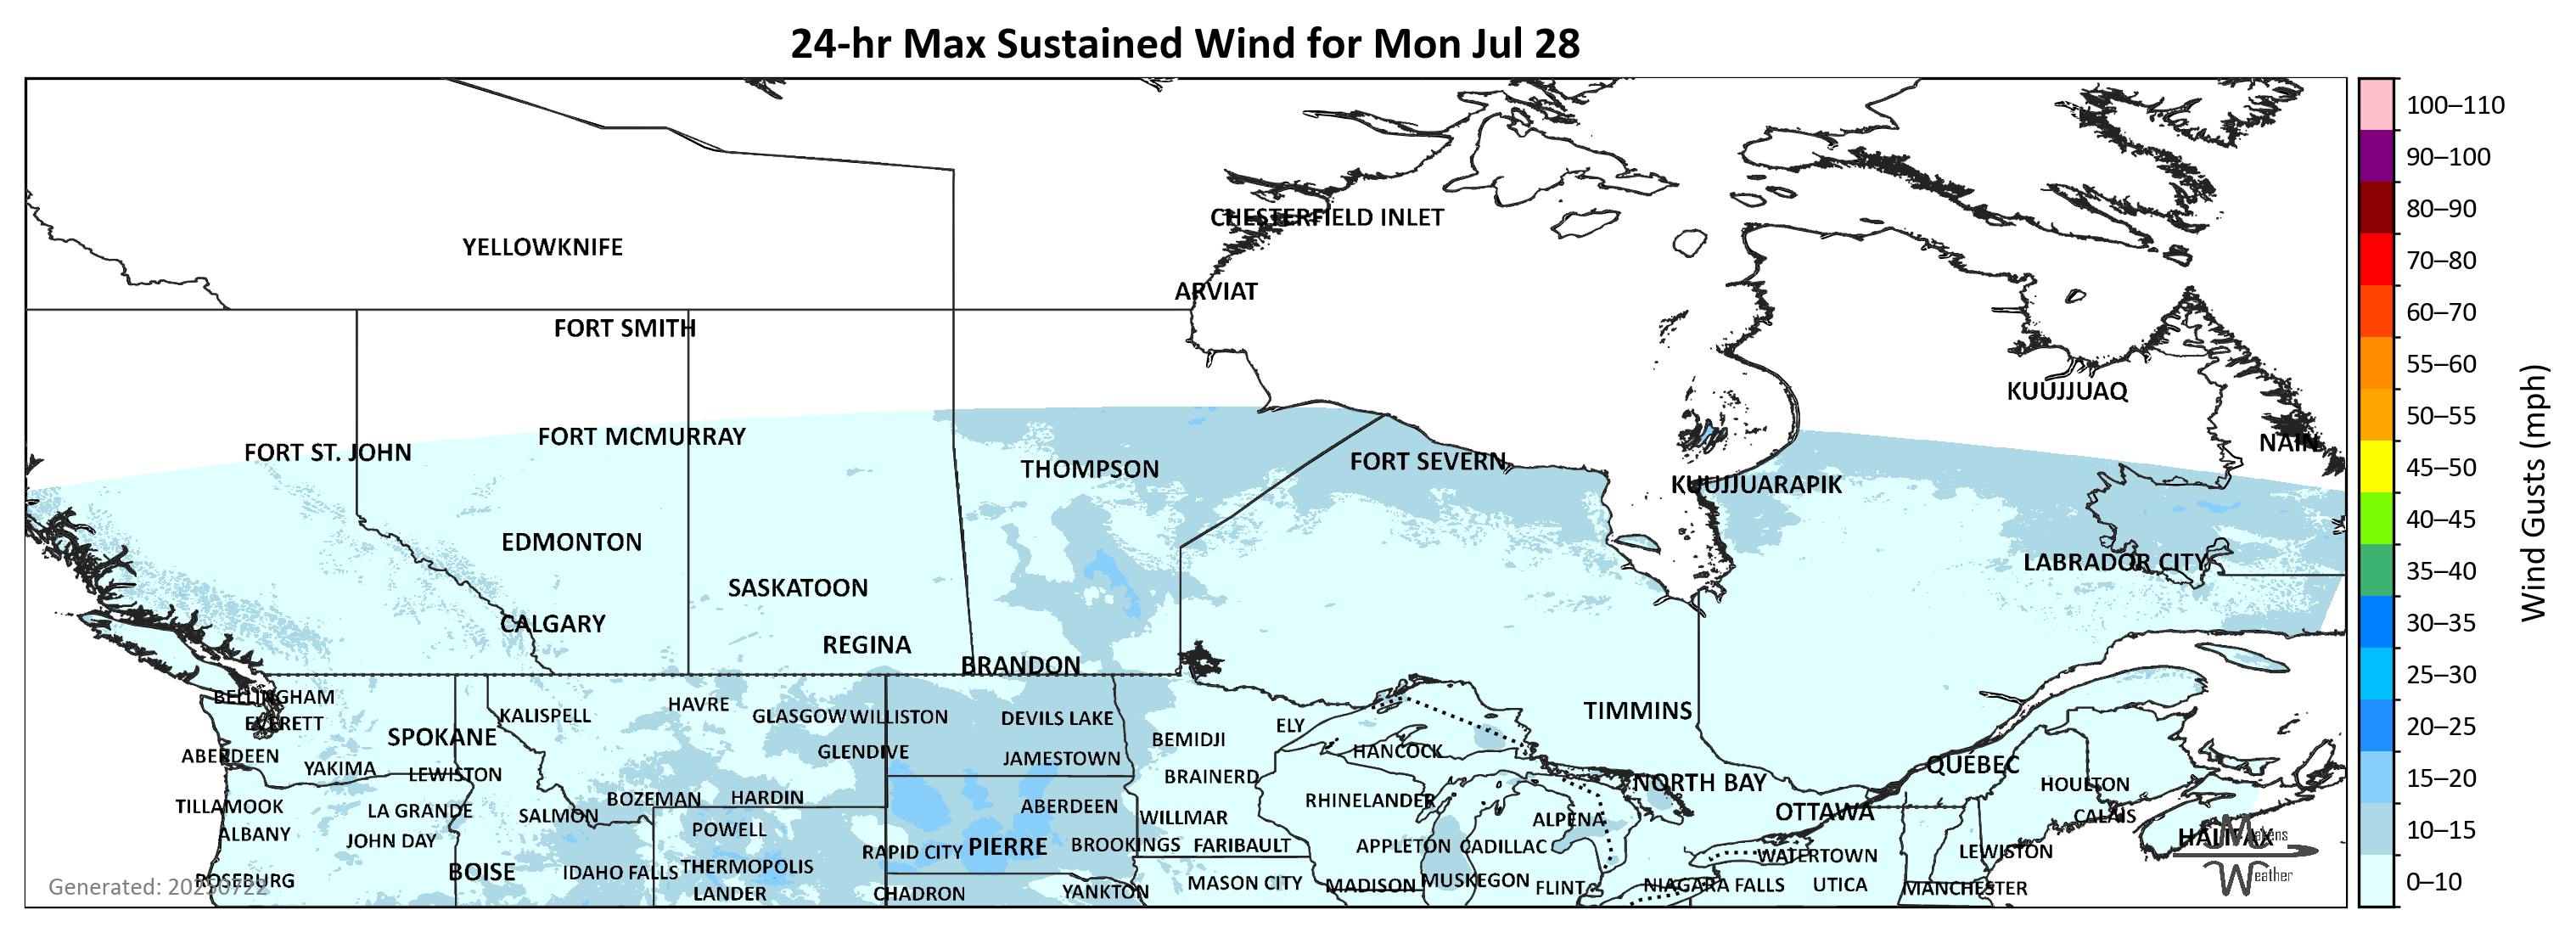 24-hr Max Sustained Wind for Mon Jul 28
100–110
90–100
80–90
70–80
60–70
55–60
50–55
45–50
40–45
35–40
30–35
25–30
20–25
15–20
10–15
0–10
Wind Gusts (mph)
CHESTERFIELD INLET
YELLOWKNIFE
ARVIAT
FORT SMITH
KUUJJUAQ
FORT MCMURRAY
NAIN
FORT ST. JOHN
FORT SEVERN
THOMPSON
KUUJJUARAPIK
EDMONTON
LABRADOR CITY
SASKATOON
CALGARY
REGINA
BRANDON
BELLINGHAM
HAVRE
TIMMINS
KALISPELL
GLASGOW
WILLISTON
DEVILS LAKE
EVERETT
ELY
SPOKANE
BEMIDJI
HANCOCK
GLENDIVE
ABERDEEN
JAMESTOWN
QUÉBEC
YAKIMA
LEWISTON
BRAINERD
NORTH BAY
HOULTON
BOZEMAN
HARDIN
RHINELANDER
TILLAMOOK
LA GRANDE
ABERDEEN
OTTAWA
SALMON
WILLMAR
ALPENA
CALAIS
ALBANY
POWELL
JOHN DAY
HALIFAX
RAPID CITY
PIERRE
BROOKINGS
FARIBAULT
APPLETON
CADILLAC
WATERTOWN
LEWISTON
BOISE
IDAHO FALLS
THERMOPOLIS
ROSEBURG
MASON CITY
MADISON
MUSKEGON
FLINT
NIAGARA FALLS
UTICA
MANCHESTER
LANDER
CHADRON
YANKTON
Generated: 20250722
Makens
Weather